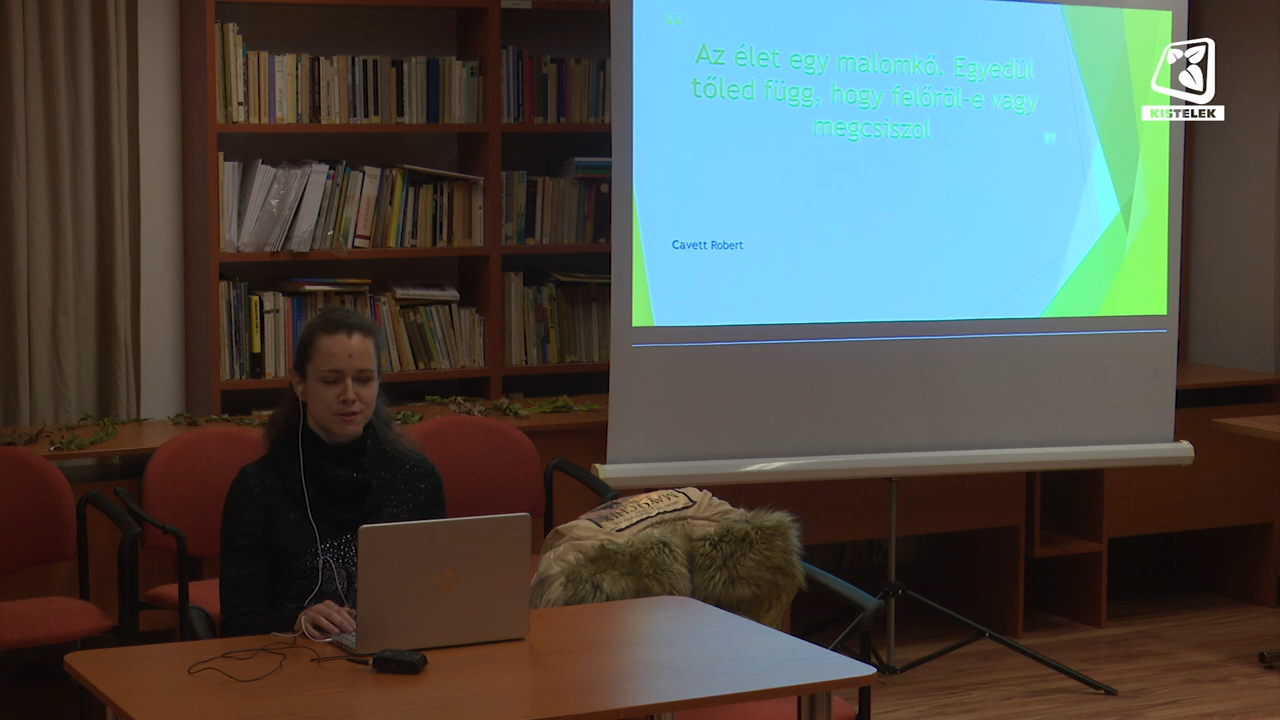 “
Az élet egy malomkő. Egyedül
tőled függ, hogy felőröl-e vagy
megcsiszol
”
Cavett Robert
KISTELEK